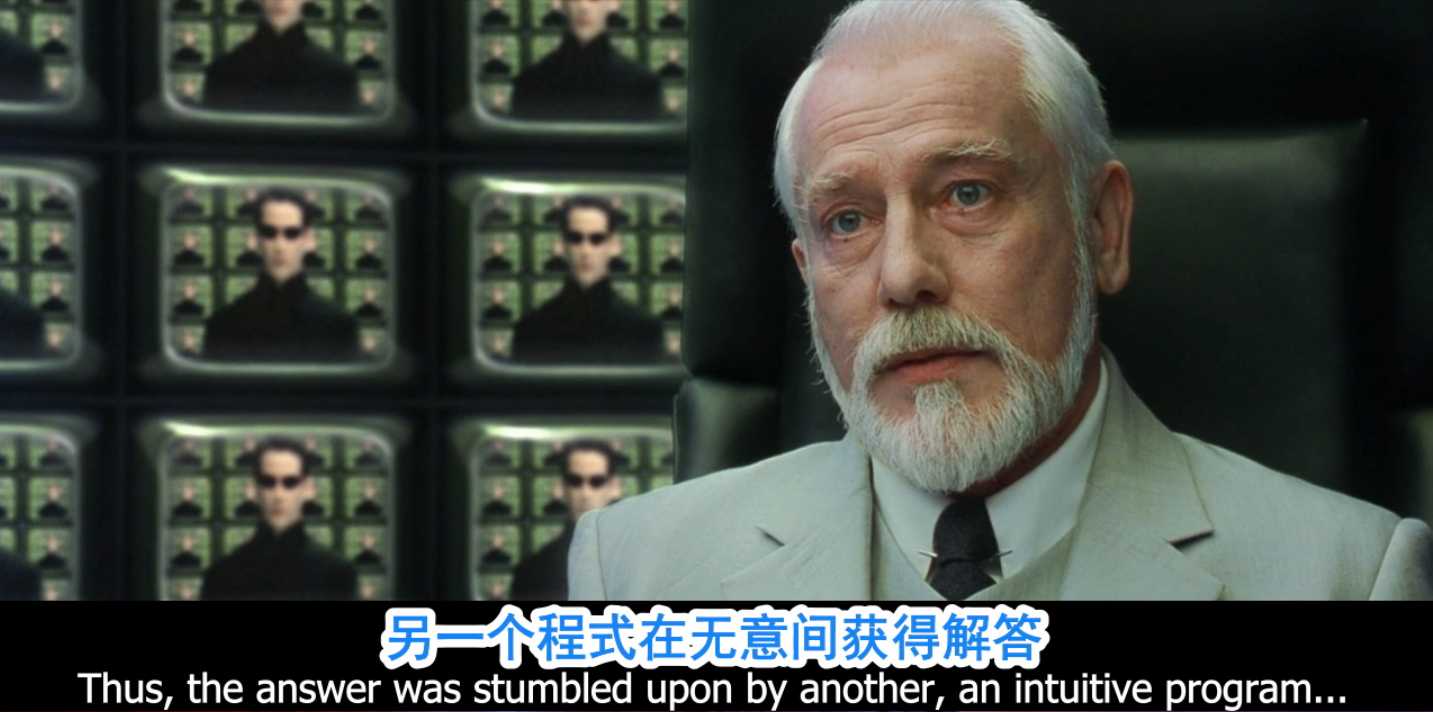 另一个程式在无意间获得解答
Thus, the answer was stumbled upon by another, an intuitive program...